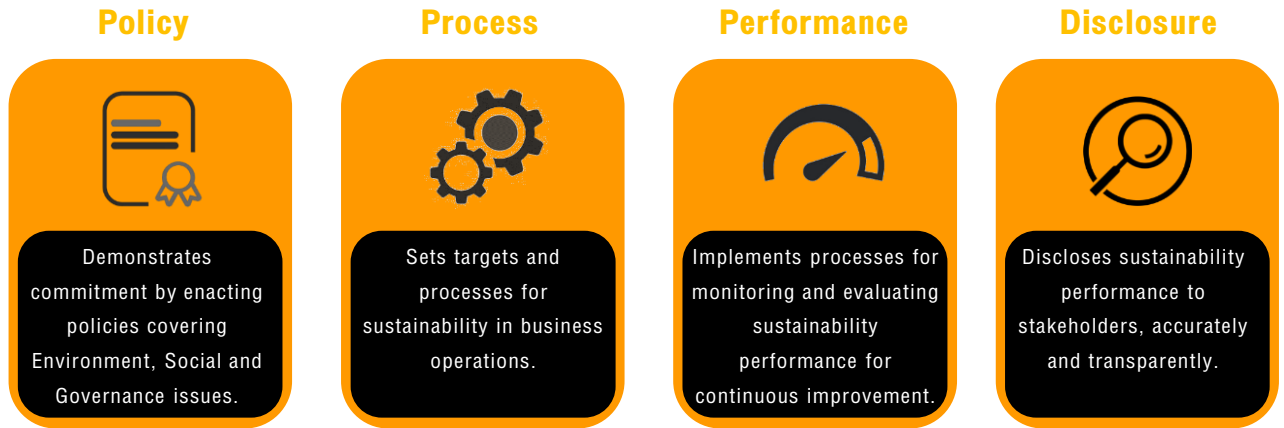 Policy
Demonstrates
commitment by enacting
policies covering
Environment, Social and
Governance issues.
Process
Sets targets and
processes for
sustainability in business
operations.
Performance
Implements processes for
monitoring and evaluating
sustainability
performance for
continuous improvement.
Disclosure
Discloses sustainability
performance to
stakeholders, accurately
and transparently.